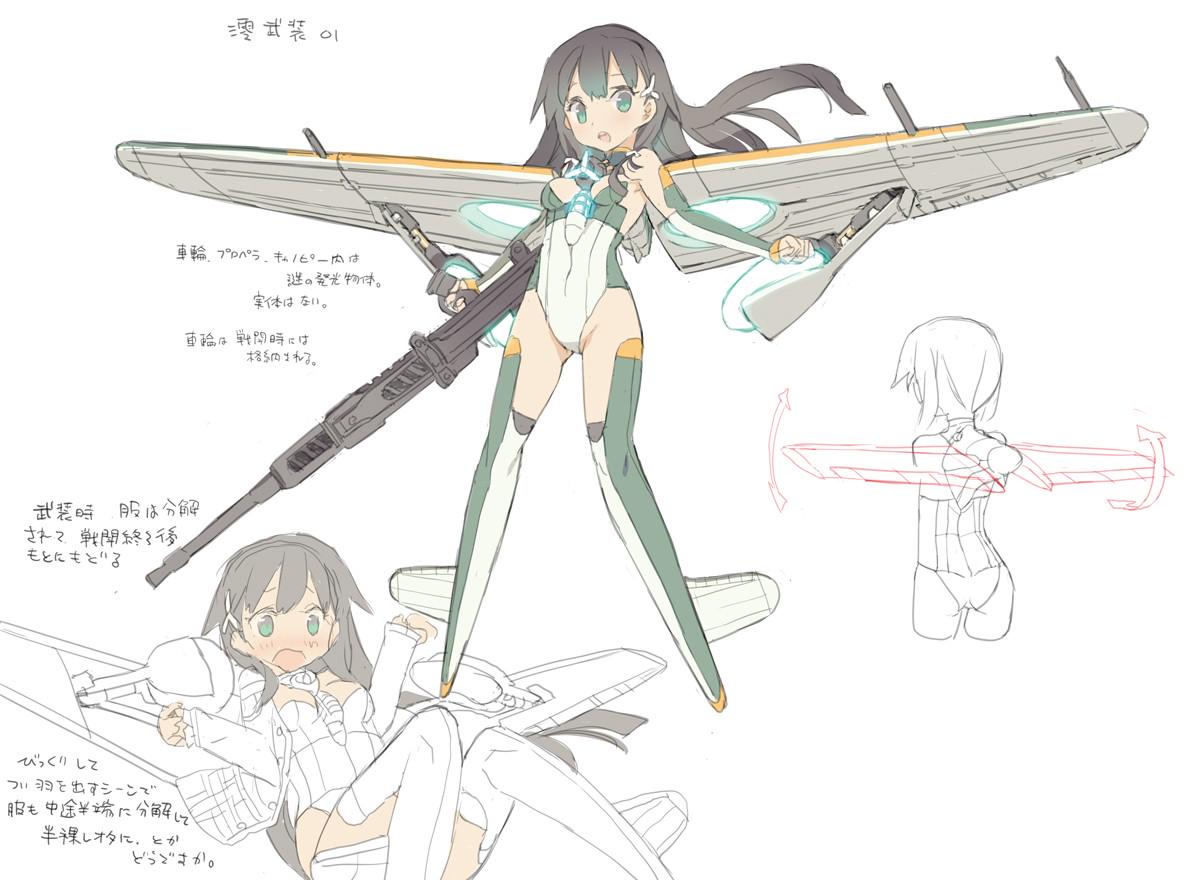 澪 武装 01
車輪、プロペラ、キャノピー内は
謎の発光物体。
実体はない。
車輪は 戦闘時には
格納される。
武装時 服は分解
されて 戦闘終了後
もとにもどる
びっくりして
つい羽を出すシーンで
服も中途半端に分解して
半裸レオタに、とか
どうですか。